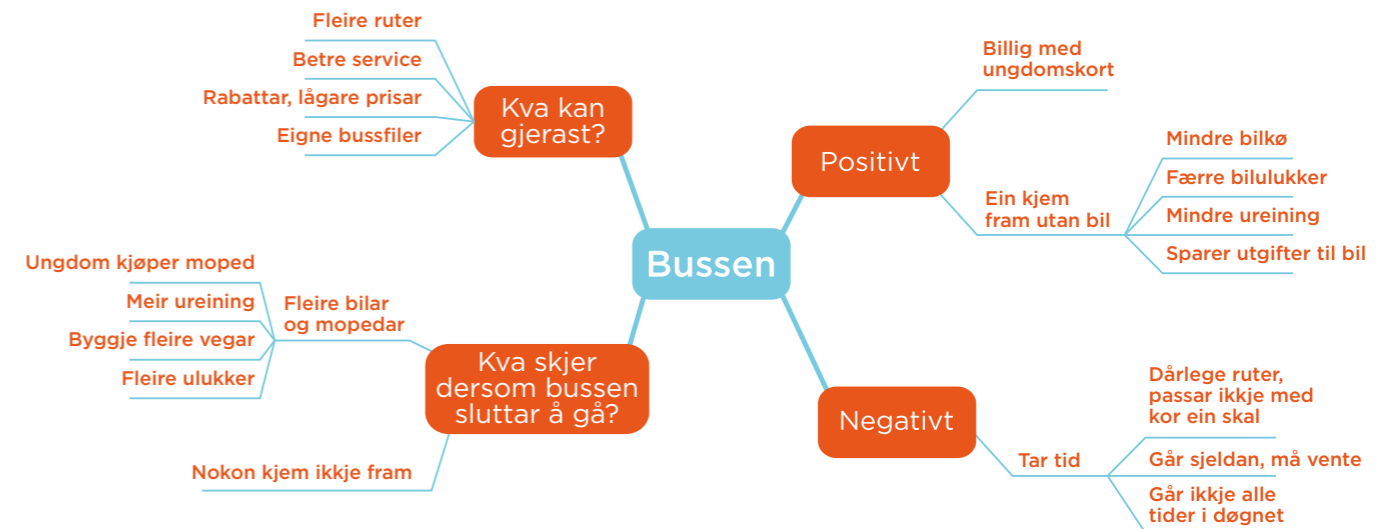 Fleire ruter
Betre service
Rabattar, lågare prisar
Eigne bussfiler
Kva kan
gjerast?
Ungdom kjøper moped
Meir ureining
Byggje fleire vegar
Fleire ulukker
Fleire bilar
og mopedar
Kva skjer
dersom bussen
sluttar å gå?
Nokon kjem ikkje fram
Bussen
Positivt
Billig med
ungdomskort
Ein kjem
fram utan bil
Mindre bilkø
Færre bilulukker
Mindre ureining
Sparer utgifter til bil
Negativt
Tar tid
Dårlege ruter,
passar ikkje med
kor ein skal
Går sjeldan, må vente
Går ikkje alle
tider i døgnet